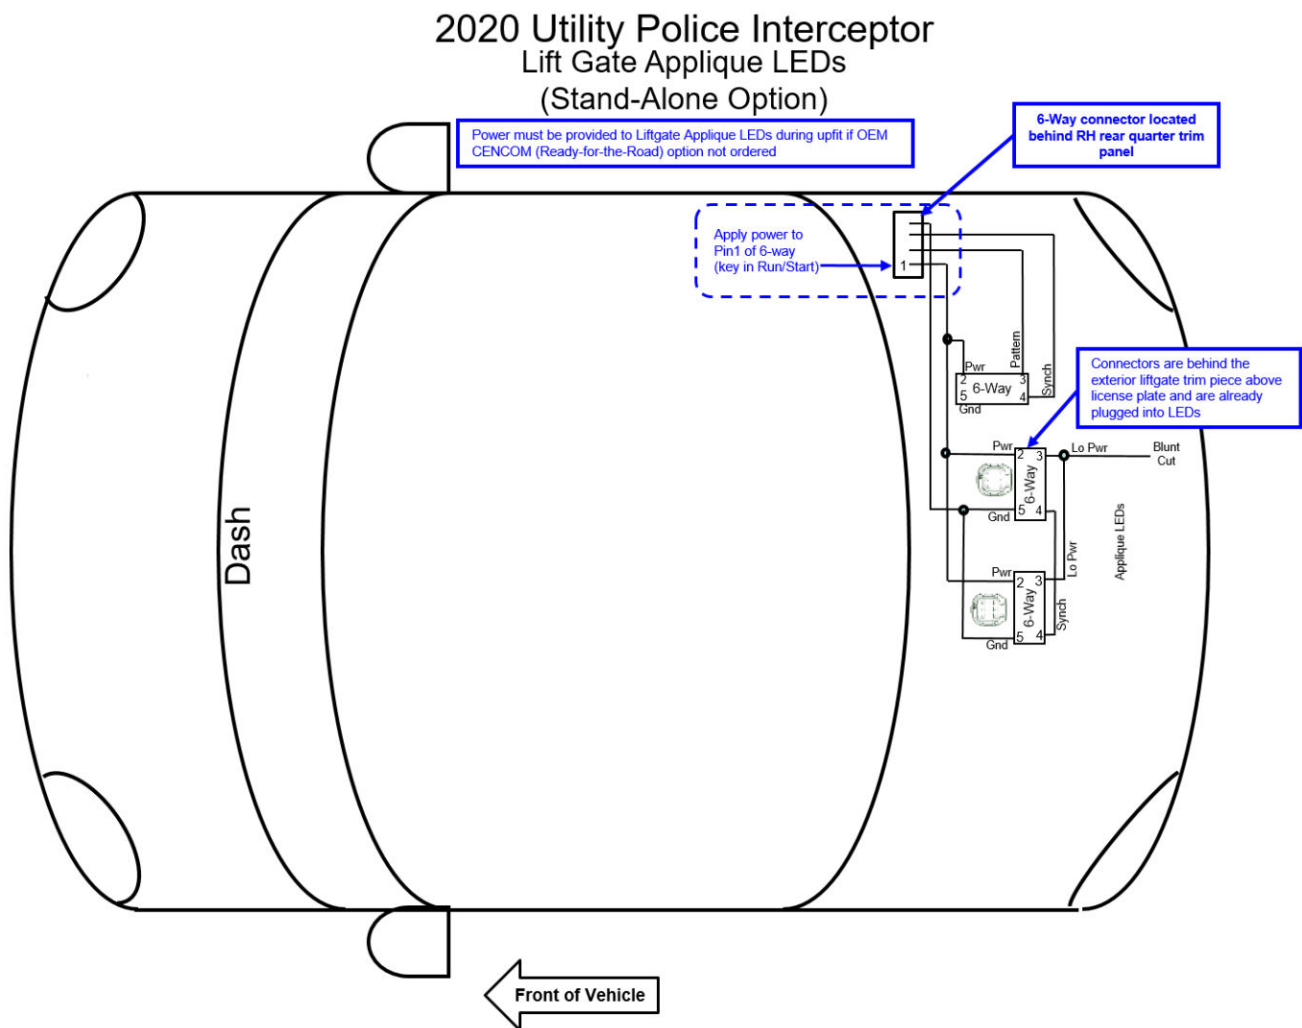 2020 Utility Police Interceptor
Lift Gate Applique LEDs
(Stand-Alone Option)
Power must be provided to Liftgate Applique LEDs during upfit if OEM
CENCOM (Ready-for-the-Road) option not ordered
6-Way connector located
behind RH rear quarter trim
panel
Apply power to
Pin1 of 6-way
(key in Run/Start)
1
Pwr
Pattern
Synch
2 3
6-Way
5 4
Gnd
Connectors are behind the
exterior liftgate trim piece above
license plate and are already
plugged into LEDs
Pwr
2 3
6-Way
5 4
Gnd
Lo Pwr
Blunt
Cut
Lo Pwr
Applique LEDs
Pwr
2 3
6-Way
5 4
Gnd
Synch
Dash
Front of Vehicle